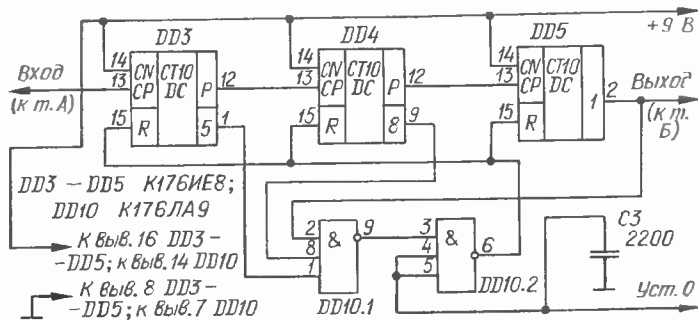 DD3
DD4
DD5
+9 В
14
CN
CT10
14
CN
CT10
14
CN
CT10
Вход
13
CP
DC
P
12
13
CP
DC
P
12
13
CP
DC
2
Выход
(к т.А)
1
(к т.
Б)
15
R
5
1
15
R
8
9
15
R
1
DD3 – DD5 К176ИЕ8;
DD10 К176ЛА9
2
&
9
3
&
С3
8
4
6
2200
К выв.16 DD3 –
1
5
-DD5; к выв.14 DD10
DD10.1
DD10.2
Уст. 0
К выв. 8 DD3 –
-DD5; к выв.7 DD10